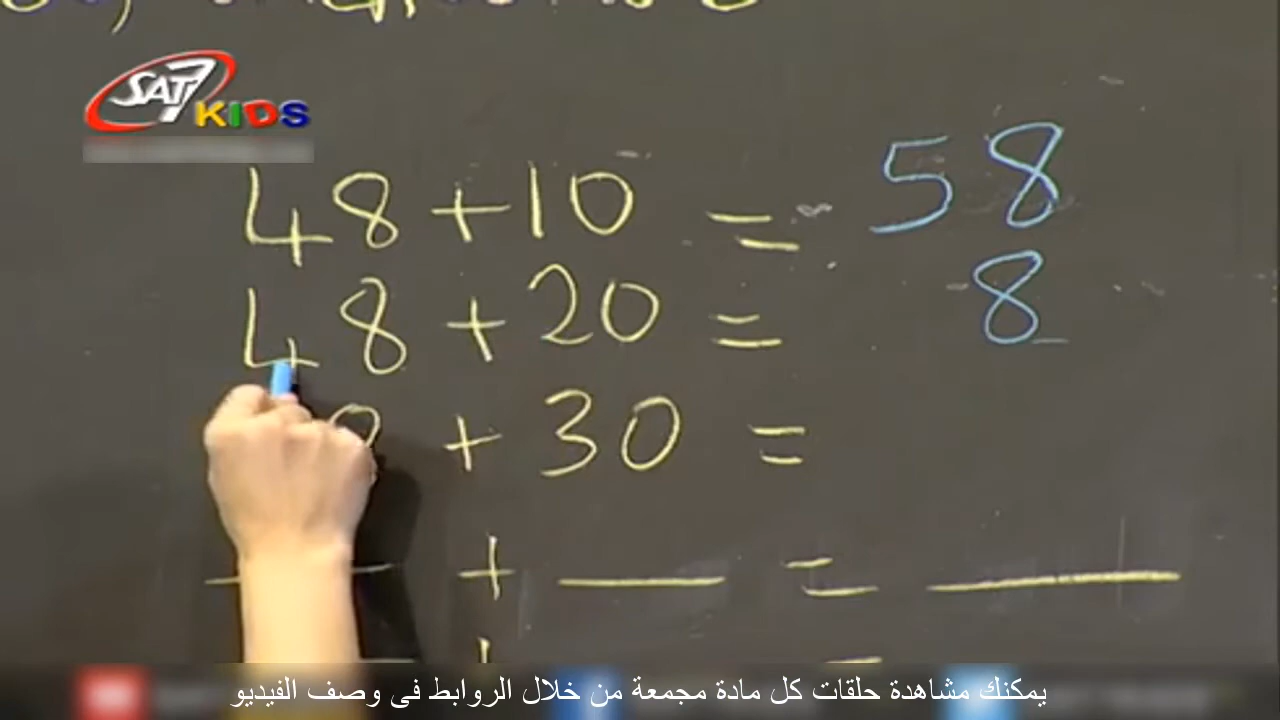 SAT7
KIDS
48 + 10 = 58
48 + 20 = 8
+ 30 =
+ =
+ =
يمكنك مشاهدة حلقات كل مادة مجمعة من خلال الروابط فى وصف الفيديو